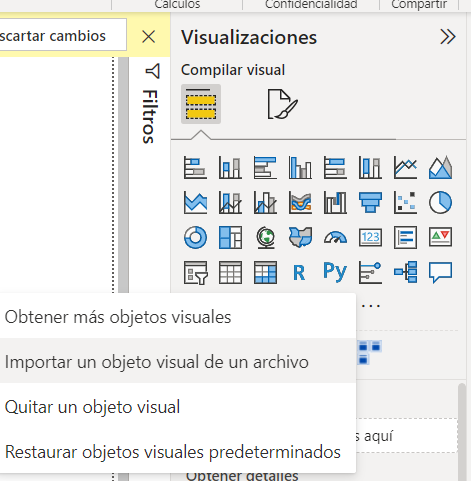 Cálculos Confidencialidad Compartir
scartar cambios
Visualizaciones
Compilar visual
Filtros
123
R Py
Obtener más objetos visuales
Importar un objeto visual de un archivo
Quitar un objeto visual
Restaurar objetos visuales predeterminados
s aquí
Obtener detalles